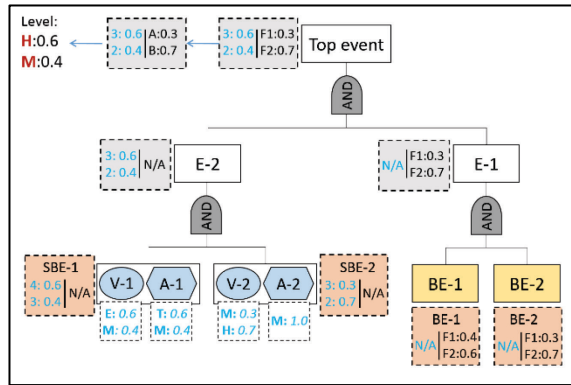 Level:
H:0.6
M:0.4
3: 0.6 A:0.3
2: 0.4 B:0.7
3: 0.6 F1:0.3
2: 0.4 F2:0.7
Top event
AND
3: 0.6
2: 0.4
N/A
E-2
N/A
F1:0.3
F2:0.7
E-1
AND
AND
SBE-1
4: 0.6
3: 0.4
N/A
V-1
A-1
V-2
A-2
SBE-2
3: 0.3
2: 0.7
N/A
BE-1
BE-2
E: 0.6
M: 0.4
T: 0.6
M: 0.4
M: 0.3
H: 0.7
M: 1.0
BE-1
N/A
F1:0.4
F2:0.6
BE-2
N/A
F1:0.3
F2:0.7